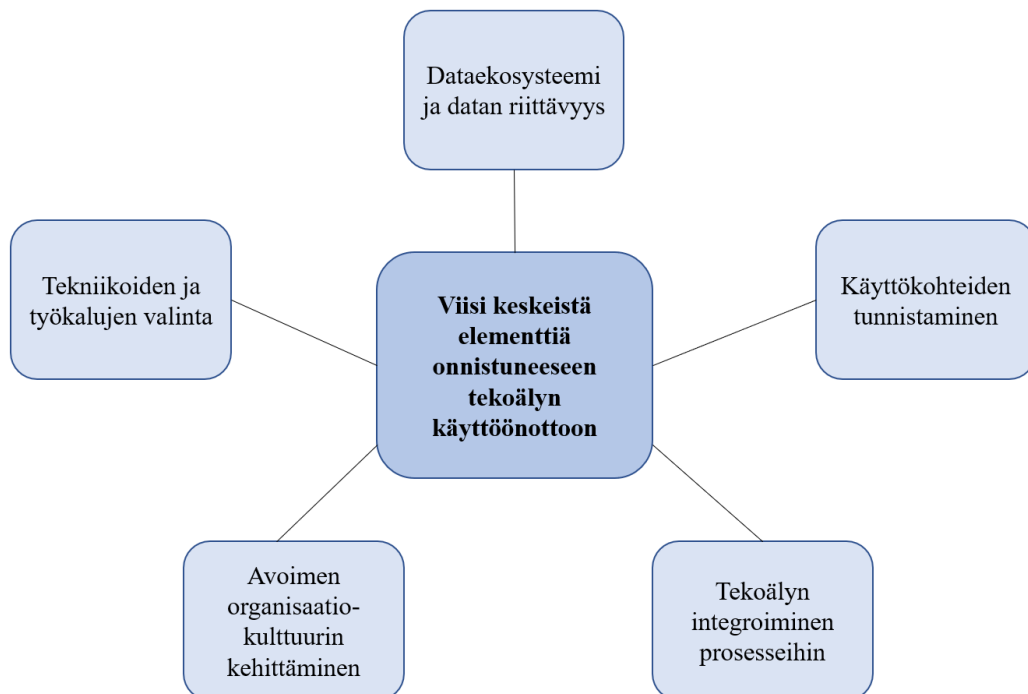 Dataekosysteemi
ja datan riittävyys
Tekniikoiden ja
työkalujen valinta
Viisi keskeistä
elementtiä
onnistuneeseen
tekoälyn
käyttöönottoon
Käyttökohteiden
tunnistaminen
Avoimen
organisaatio-
kulttuurin
kehittäminen
Tekoälyn
integroiminen
prosesseihin